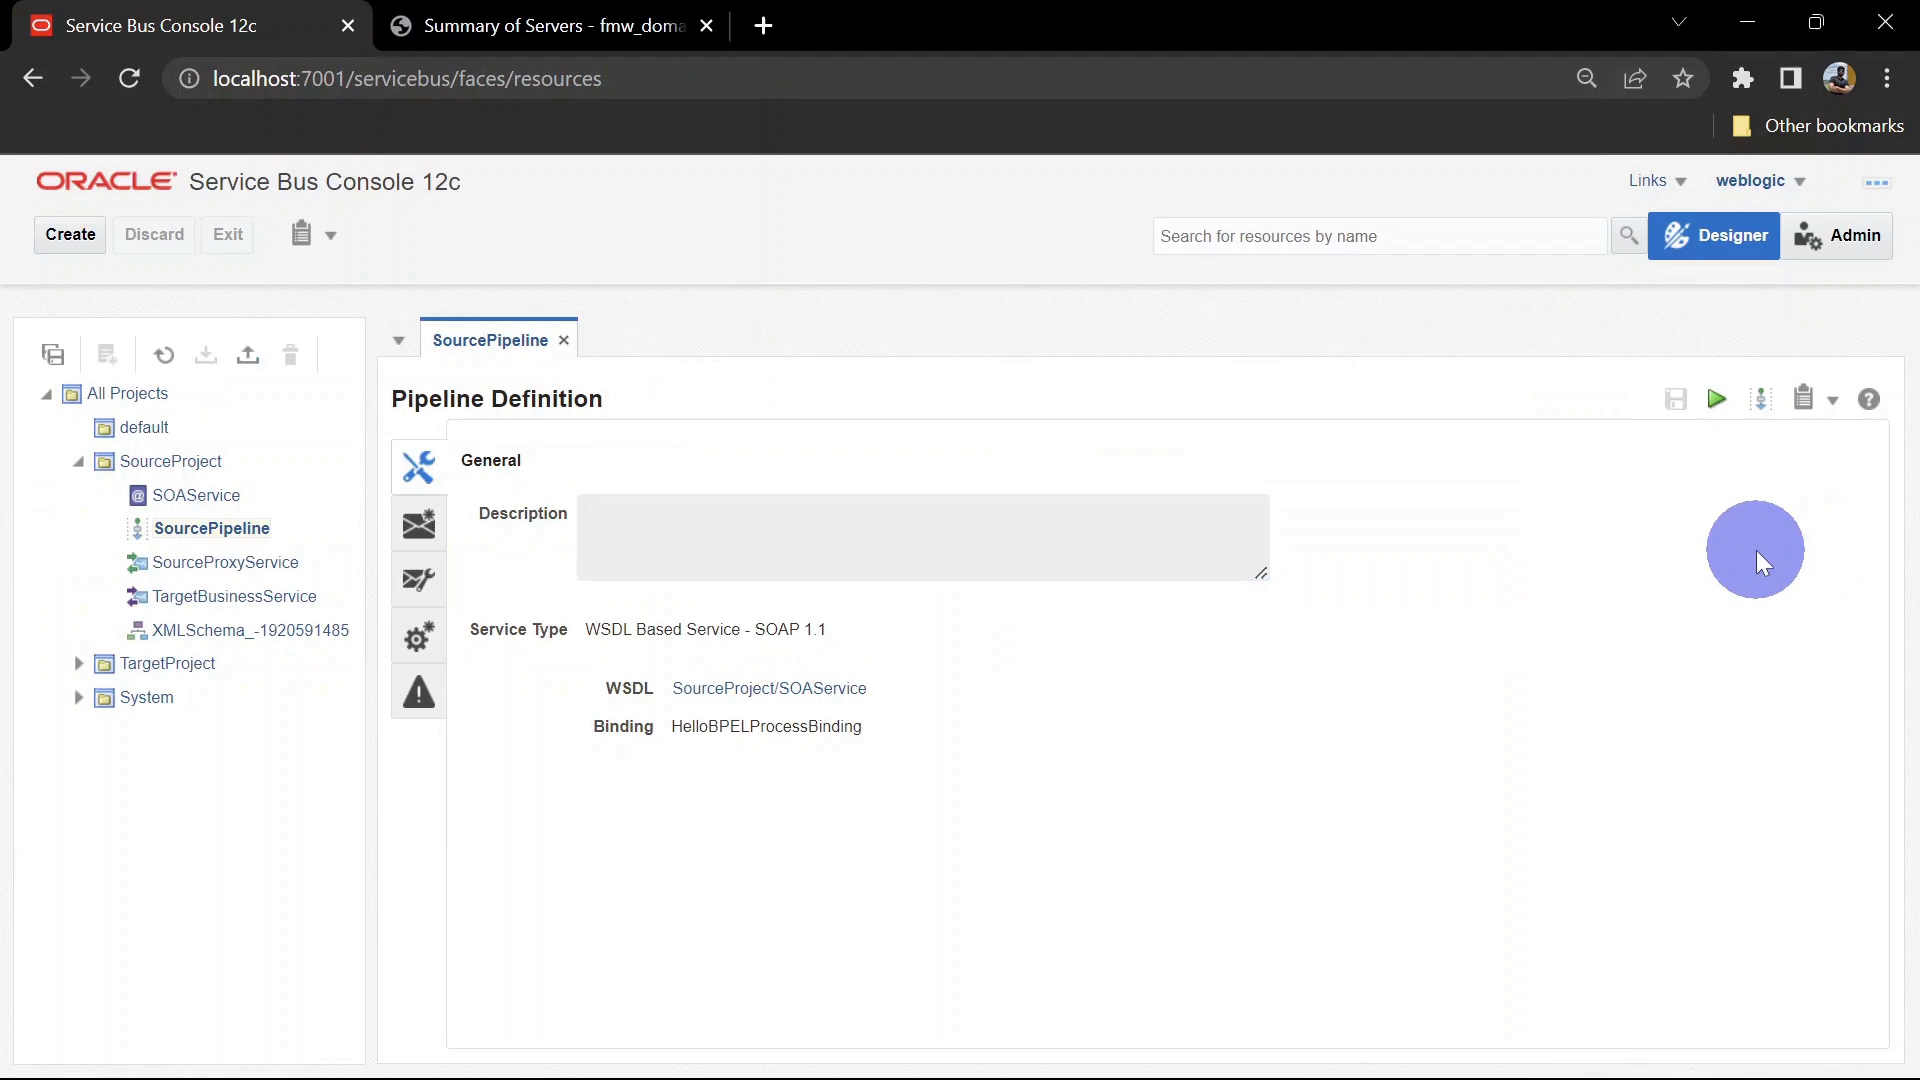 Service Bus Console 12c
Summary of Servers - fmw_doma
localhost:7001/servicebus/faces/resources
Other bookmarks
ORACLE Service Bus Console 12c
Links
weblogic
Create
Discard
Exit
Search for resources by name
Designer
Admin
SourcePipeline
All Projects
default
SourceProject
SOAService
SourcePipeline
SourceProxyService
TargetBusinessService
XMLSchema_-1920591485
TargetProject
System
Pipeline Definition
General
Description
Service Type WSDL Based Service - SOAP 1.1
WSDL SourceProject/SOAService
Binding HelloBPELProcessBinding